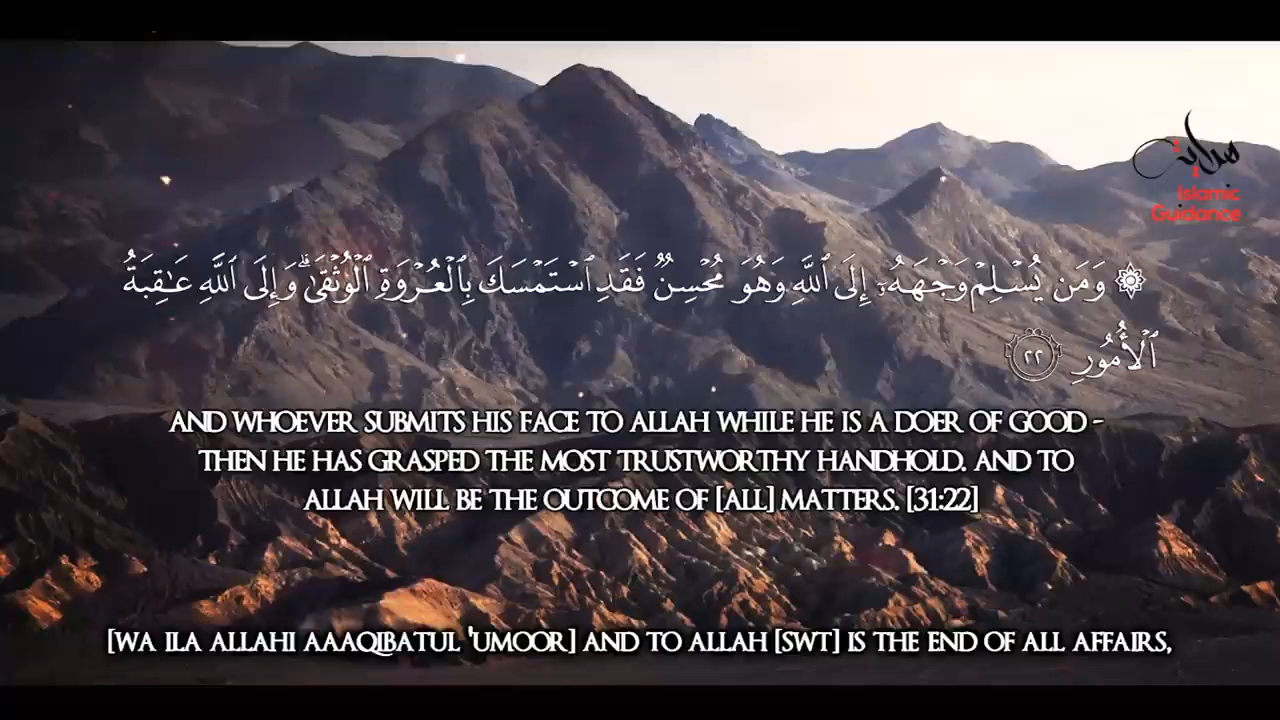 هداية
Islamic
Guidance
۞ وَمَن يُسْلِمْ وَجْهَهُۥٓ إِلَى ٱللَّهِ وَهُوَ مُحْسِنٌ فَقَدِ ٱسْتَمْسَكَ بِٱلْعُرْوَةِ ٱلْوُثْقَىٰ ۗ وَإِلَى ٱللَّهِ عَـٰقِبَةُ
ٱلْأُمُورِ ٢٢
AND WHOEVER SUBMITS HIS FACE TO ALLAH WHILE HE IS A DOER OF GOOD -
THEN HE HAS GRASPED THE MOST TRUSTWORTHY HANDHOLD. AND TO
ALLAH WILL BE THE OUTCOME OF [ALL] MATTERS. [31:22]
[WA ILA ALLAHI AAAQIBATUL 'UMOOR] AND TO ALLAH [SWT] IS THE END OF ALL AFFAIRS,